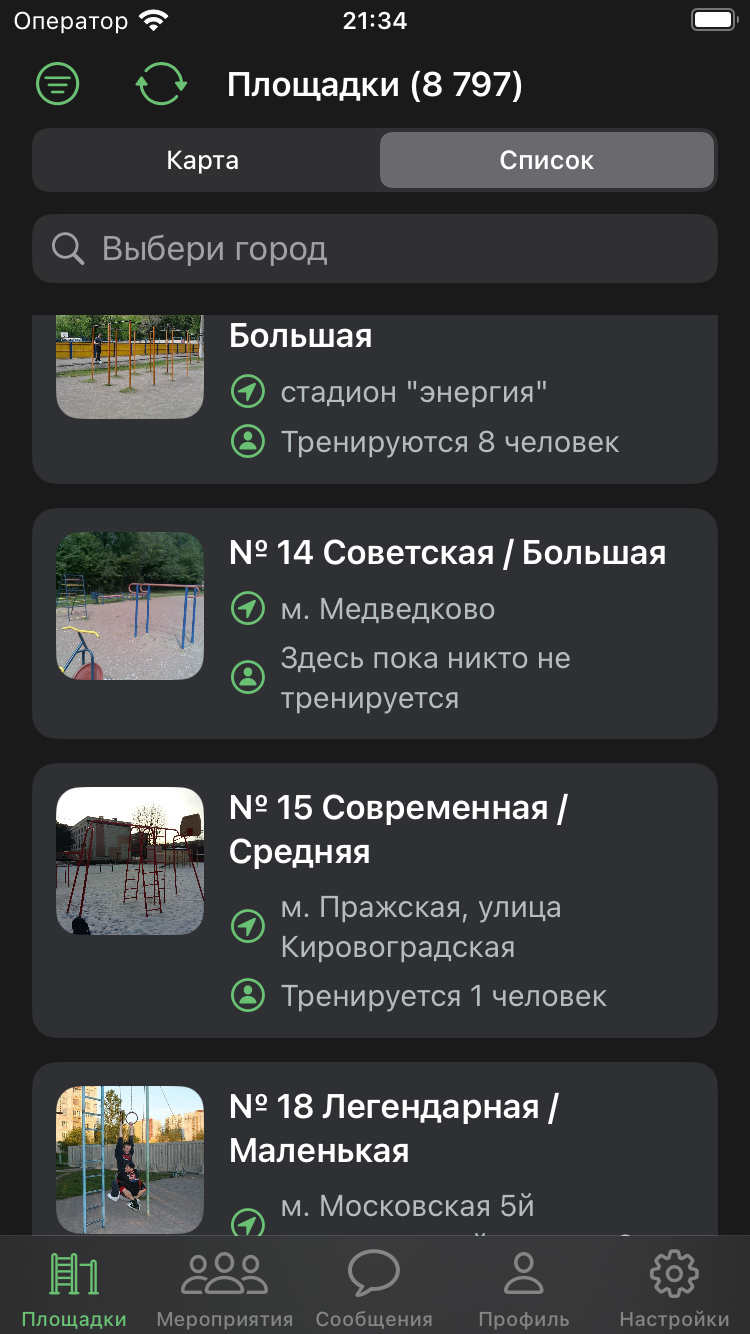 Оператор 21:34
Площадки (8 797)
Карта Список
Выбери город
Большая
стадион "энергия"
Тренируются 8 человек
№ 14 Советская / Большая
м. Медведково
Здесь пока никто не
тренируется
№ 15 Современная /
Средняя
м. Пражская, улица
Кировоградская
Тренируется 1 человек
№ 18 Легендарная /
Маленькая
м. Московская 5й
Площадки Мероприятия Сообщения Профиль Настройки